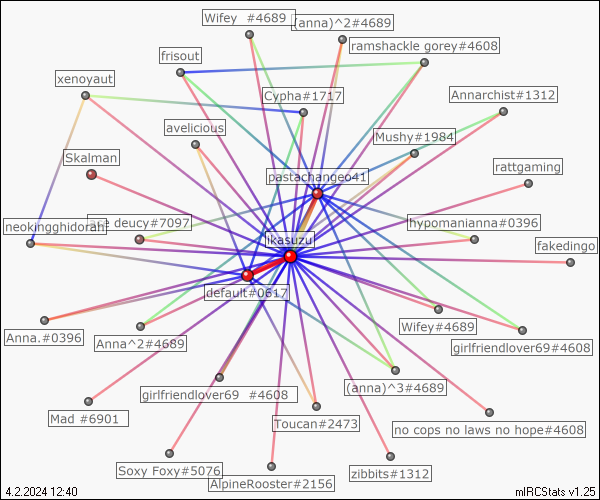 Wifey  #4689
(anna)^2#4689
frisout
ramshackle gorey#4608
xenoyaut
Cypha#1717
Annarchist#1312
avelicious
Mushy#1984
Skalman
pastachangeo41
rattgaming
neokingghidorah
deucy#7097
hypomanianna#0396
ikasuzu
fakedingo
default#0617
Anna.#0396
Anna^2#4689
Wifey#4689
girlfriendlover69#4608
(anna)^3#4689
girlfriendlover69  #4608
Mad #6901
Toucan#2473
no cops no laws no hope#4608
Soxy Foxy#5076
AlpineRooster#2156
zibbits#1312
4.2.2024 12:40
mIRCStats v1.25